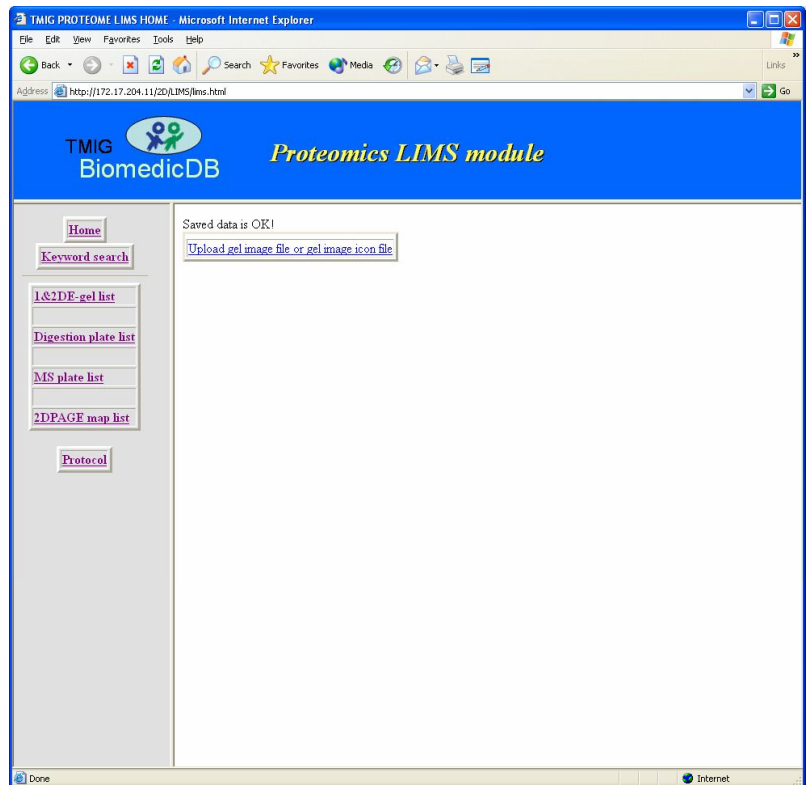 TMIG PROTEOME LIMS HOME - Microsoft Internet Explorer
File Edit View Favorites Tools Help
Back Search Favorites Media Links
Address http://172.17.204.11/2D/LIMS/lims.html Go
TMIG
BiomedicDB
Proteomics LIMS module
Home
Keyword search
1&2DE-gel list
Digestion plate list
MS plate list
2DPAGE map list
Protocol
Saved data is OK!
Upload gel image file or gel image icon file
Done Internet